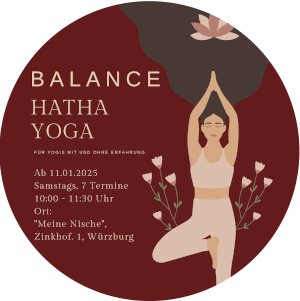 BALANCE
HATHA
YOGA
FÜR YOGIS MIT UND OHNE ERFAHRUNG
Ab 11.01.2025
Samstags, 7 Termine
10:00 - 11:30 Uhr
Ort:
"Meine Nische",
Zinkhof. 1, Würzburg